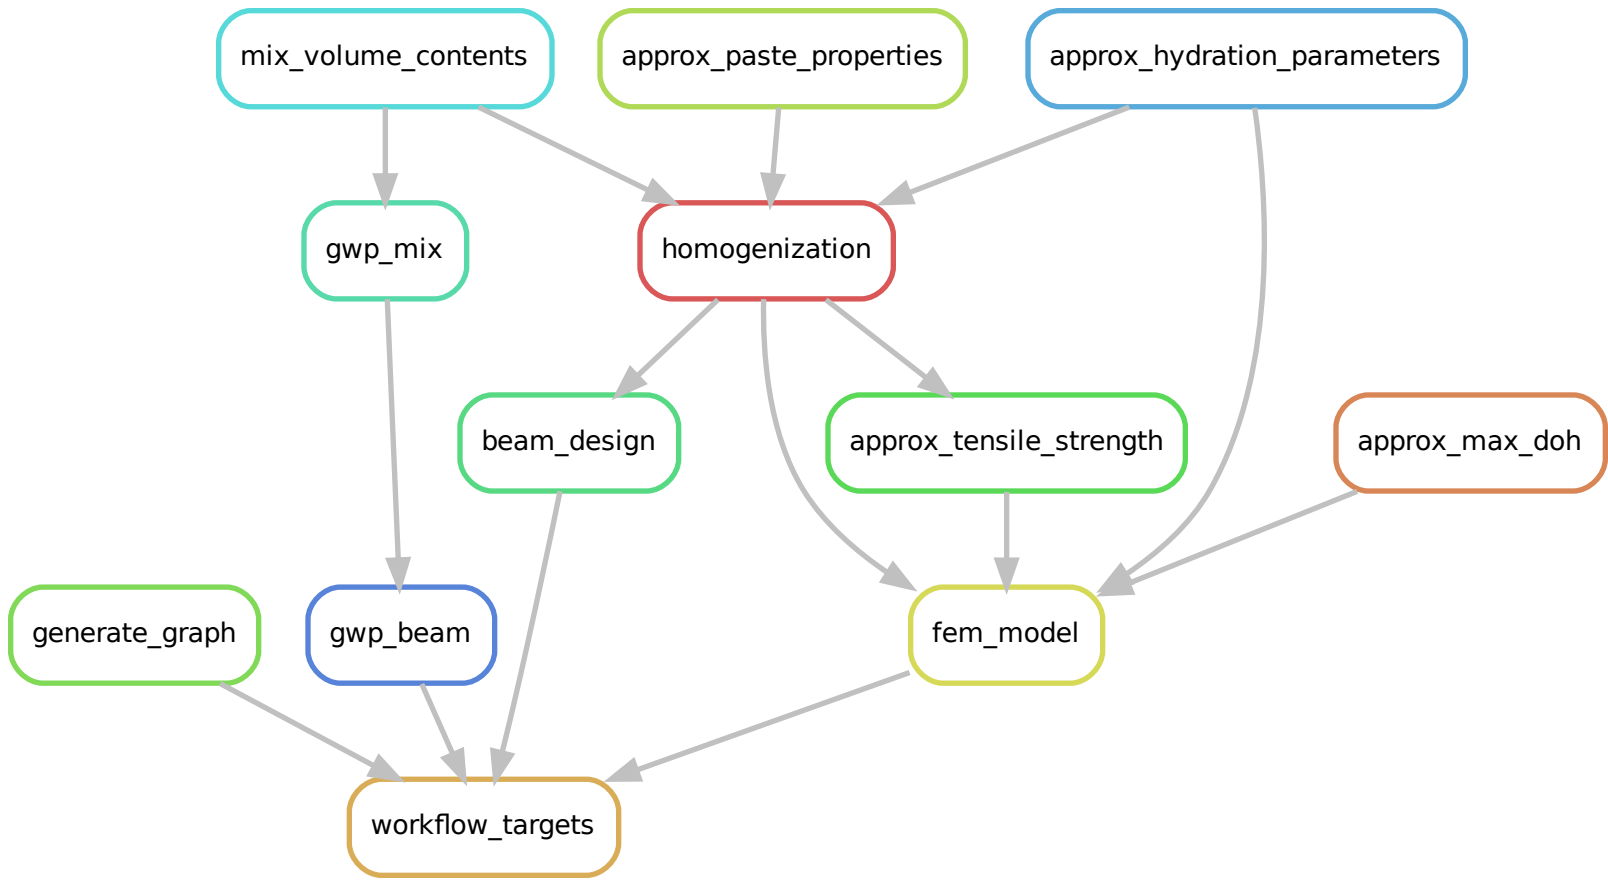 mix_volume_contents
approx_paste_properties
approx_hydration_parameters
gwp_mix
homogenization
beam_design
approx_tensile_strength
approx_max_doh
generate_graph
gwp_beam
fem_model
workflow_targets